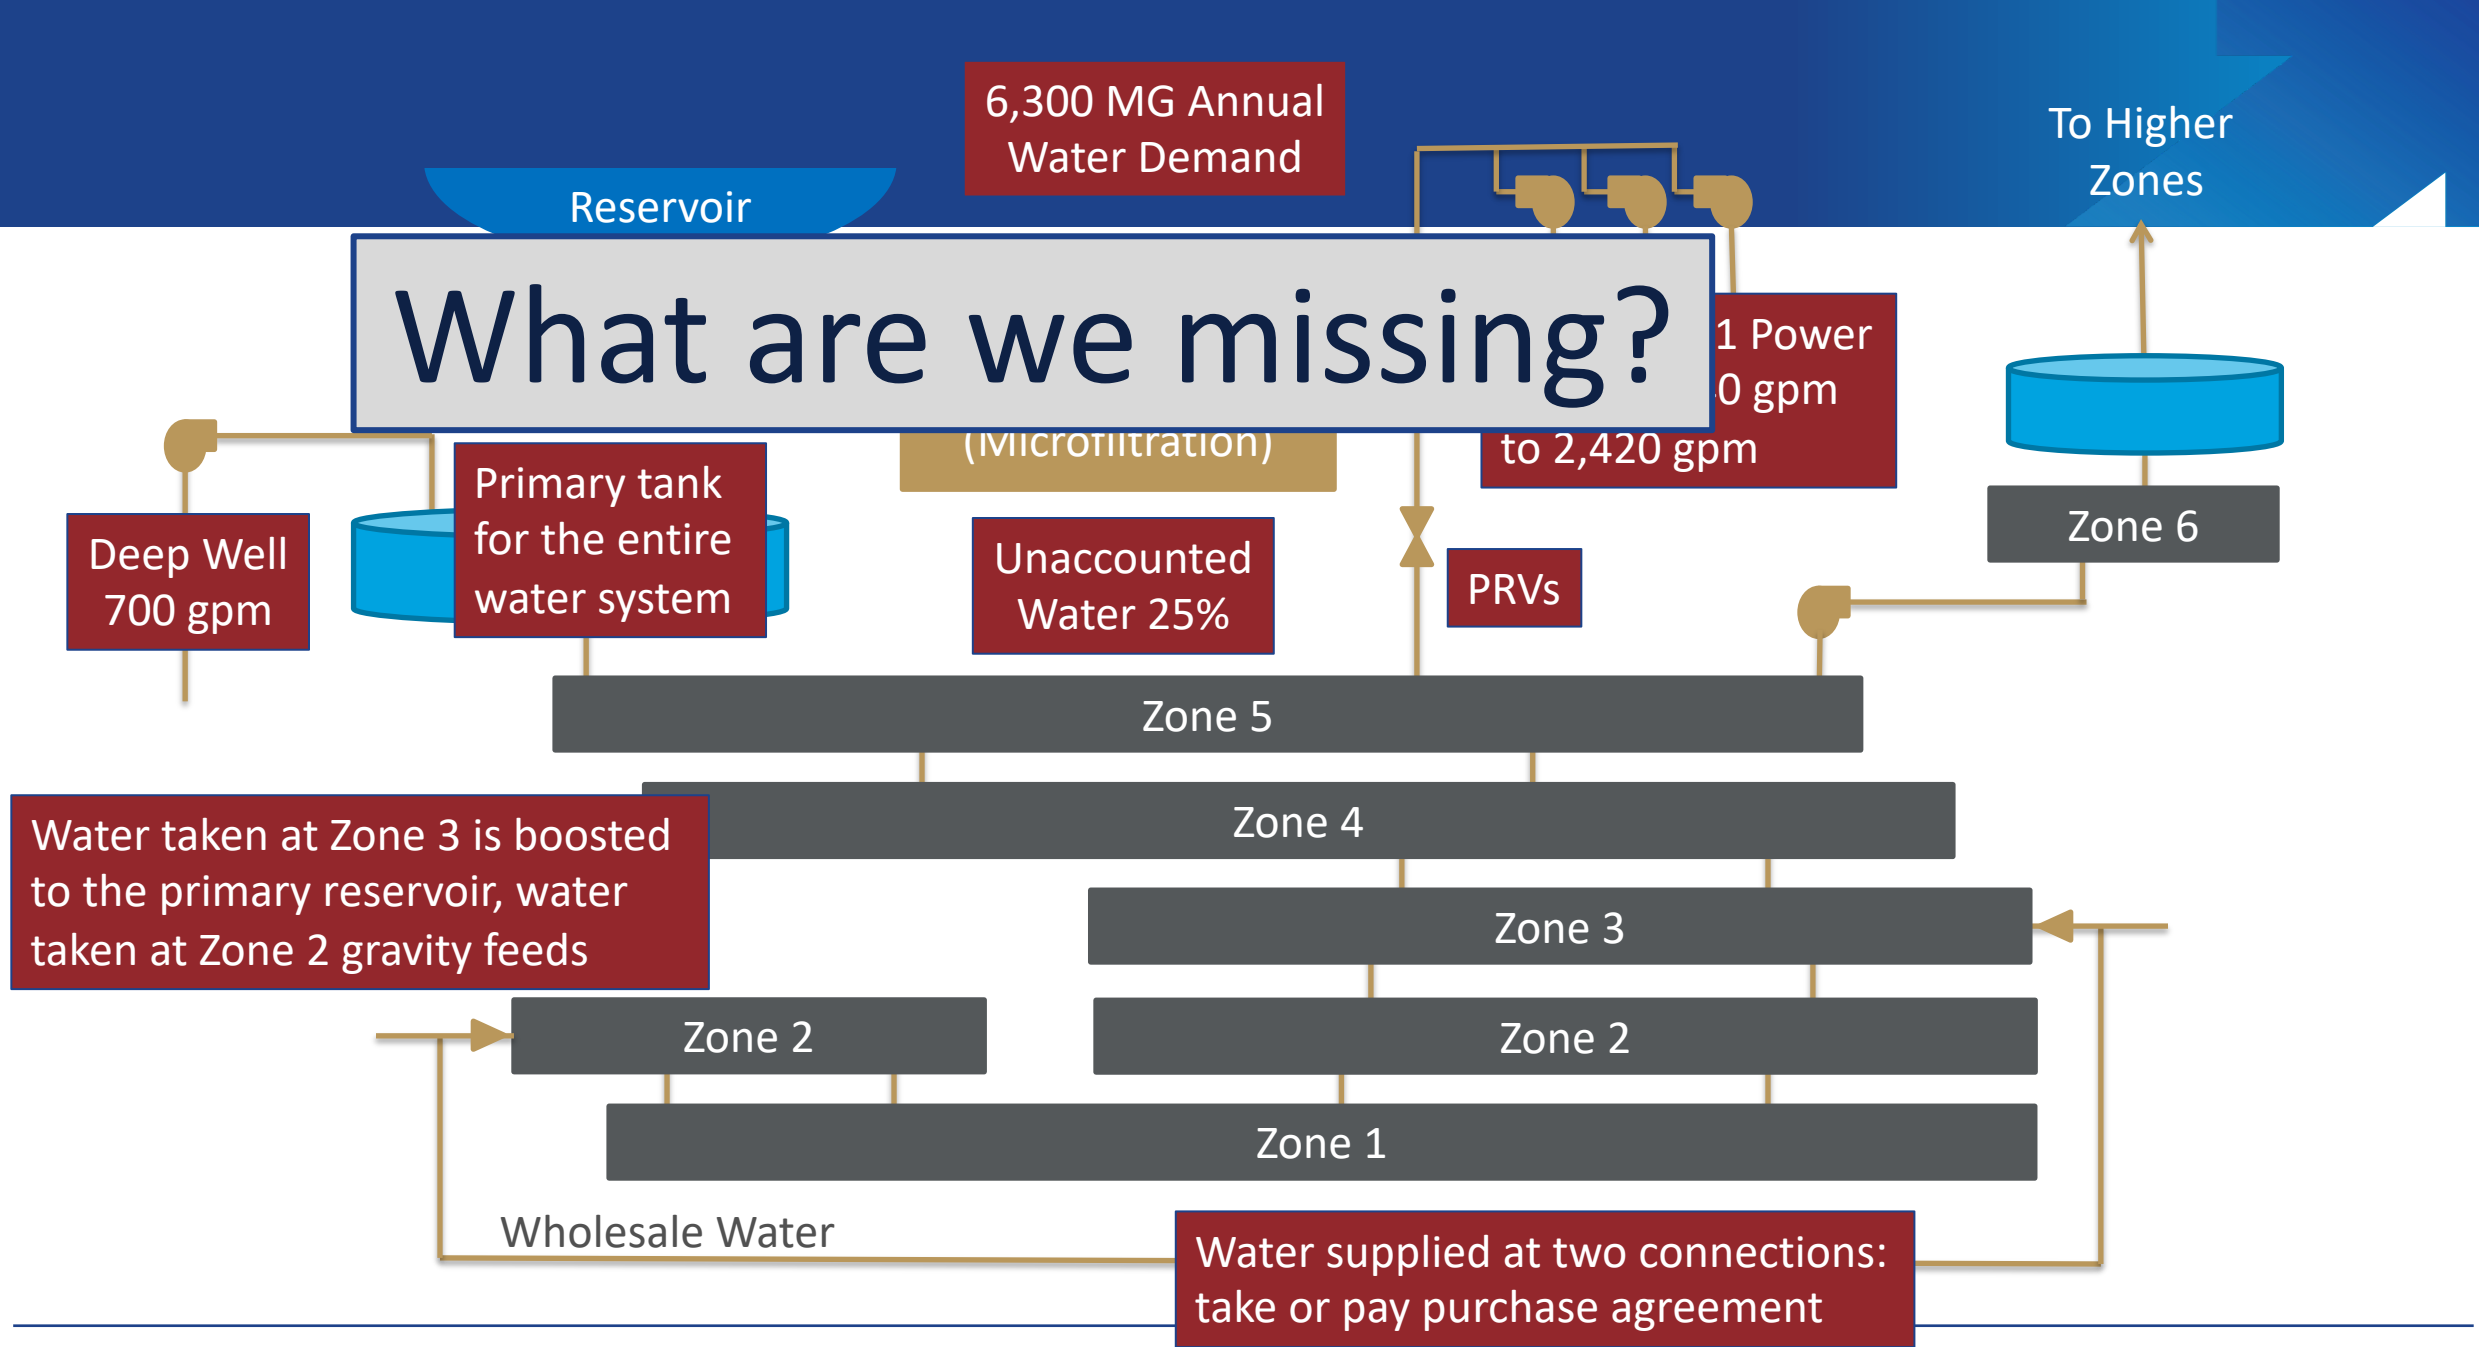 6,300 MG Annual
Water Demand
To Higher
Zones
Reservoir
What are we missing?
1 Power
0 gpm
to 2,420 gpm
(Microfiltration)
Primary tank
for the entire
water system
Deep Well
700 gpm
Unaccounted
Water 25%
PRVs
Zone 6
Zone 5
Zone 4
Water taken at Zone 3 is boosted
to the primary reservoir, water
taken at Zone 2 gravity feeds
Zone 3
Zone 2
Zone 2
Zone 1
Wholesale Water
Water supplied at two connections:
take or pay purchase agreement